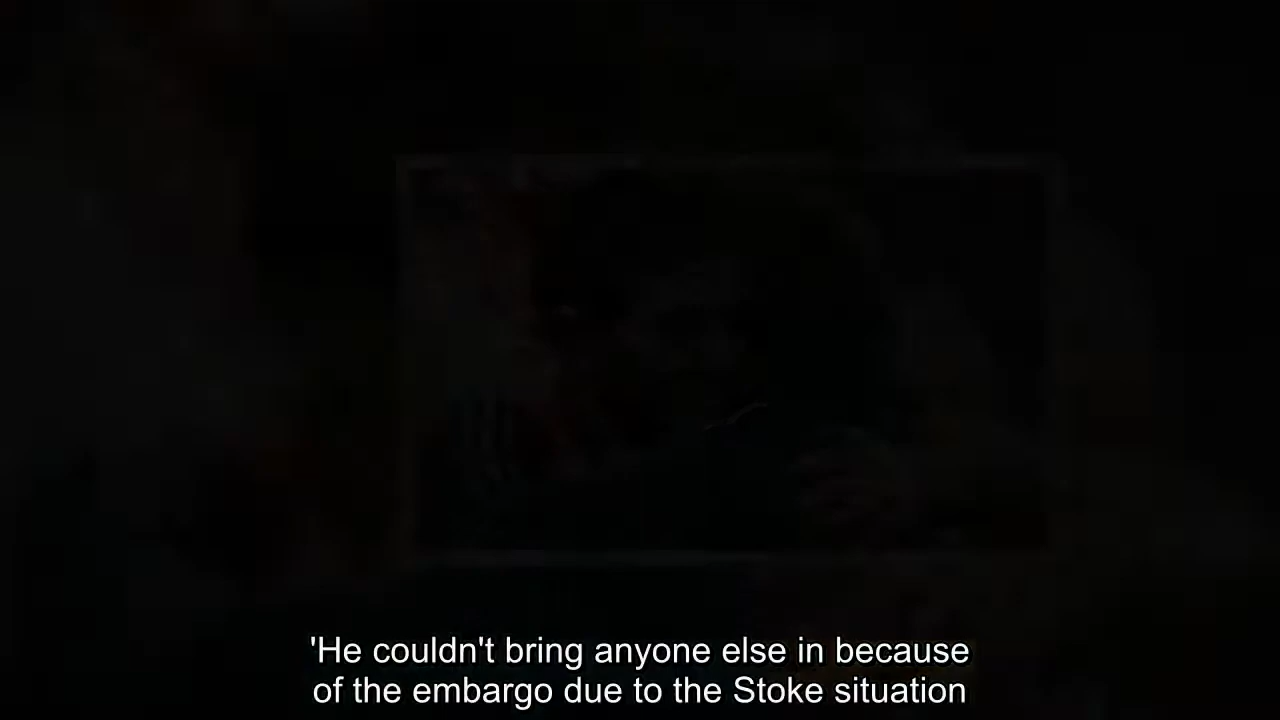 'He couldn't bring anyone else in because
of the embargo due to the Stoke situation